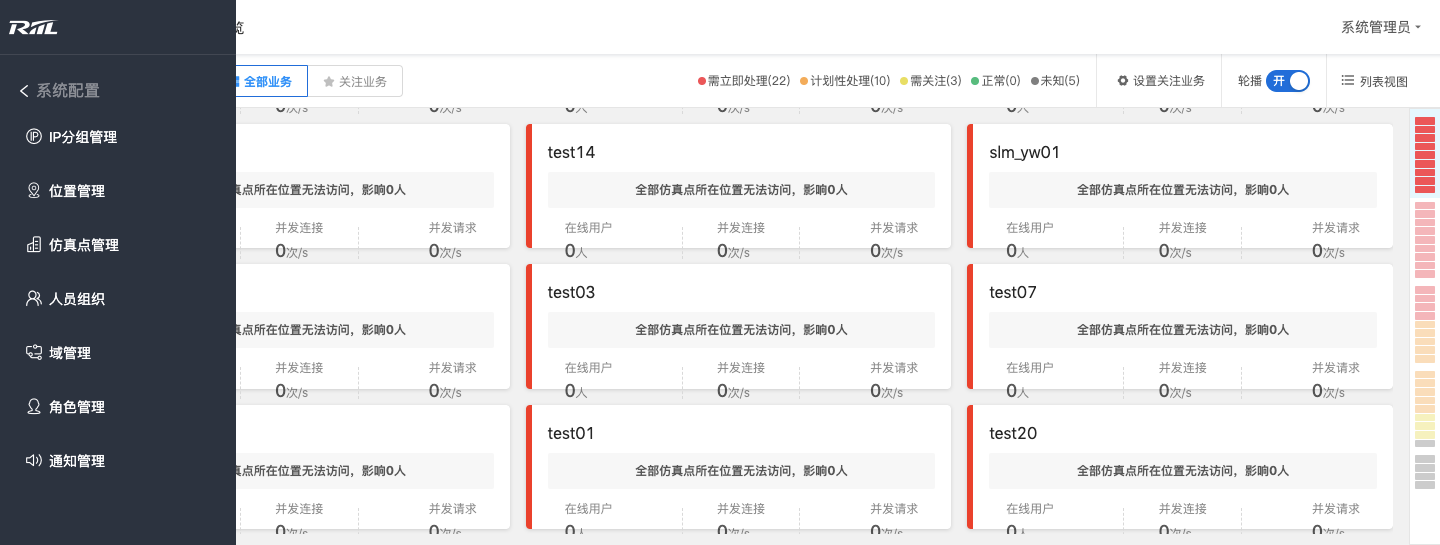 RIIL
览
系统管理员
系统配置
IP分组管理
位置管理
仿真点管理
人员组织
域管理
角色管理
通知管理
全部业务
关注业务
需立即处理(22)
计划性处理(10)
需关注(3)
正常(0)
未知(5)
设置关注业务
轮播
开
列表视图
0次/s
0次/s
0人
0次/s
0次/s
0人
0次/s
0次/s
真点所在位置无法访问，影响0人
并发连接
并发请求
0次/s
0次/s
test14
全部仿真点所在位置无法访问，影响0人
在线用户
并发连接
并发请求
0人
0次/s
0次/s
slm_yw01
全部仿真点所在位置无法访问，影响0人
在线用户
并发连接
并发请求
0人
0次/s
0次/s
真点所在位置无法访问，影响0人
并发连接
并发请求
0次/s
0次/s
test03
全部仿真点所在位置无法访问，影响0人
在线用户
并发连接
并发请求
0人
0次/s
0次/s
test07
全部仿真点所在位置无法访问，影响0人
在线用户
并发连接
并发请求
0人
0次/s
0次/s
真点所在位置无法访问，影响0人
并发连接
并发请求
0次/s
0次/s
test01
全部仿真点所在位置无法访问，影响0人
在线用户
并发连接
并发请求
0人
0次/s
0次/s
test20
全部仿真点所在位置无法访问，影响0人
在线用户
并发连接
并发请求
0人
0次/s
0次/s